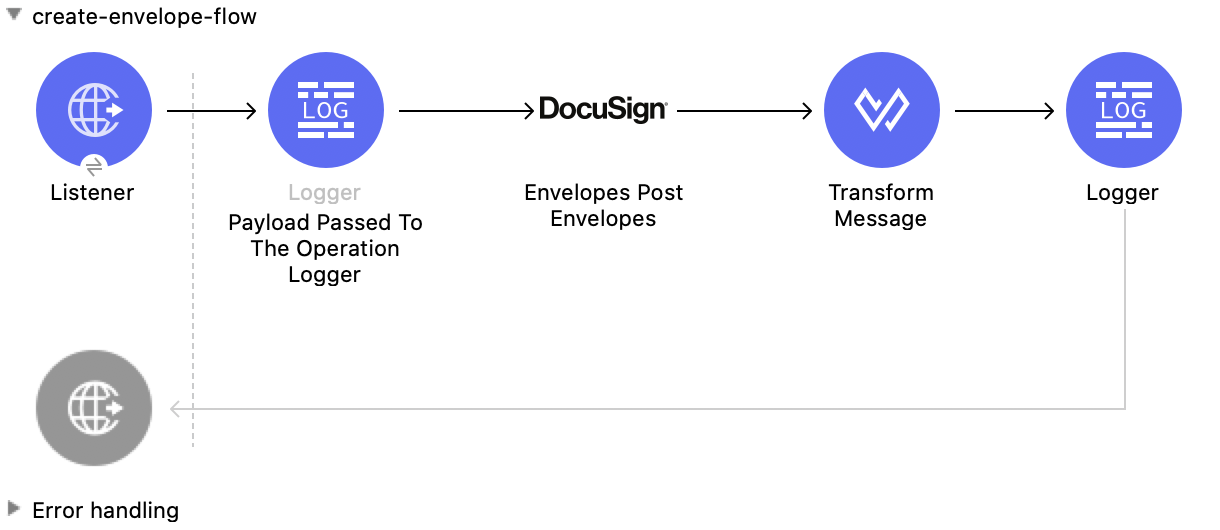 create-envelope-flow
LOG
DocuSign
LOG
Listener
Logger
Payload Passed To
The Operation
Logger
Envelopes Post
Envelopes
Transform
Message
Logger
Error handling